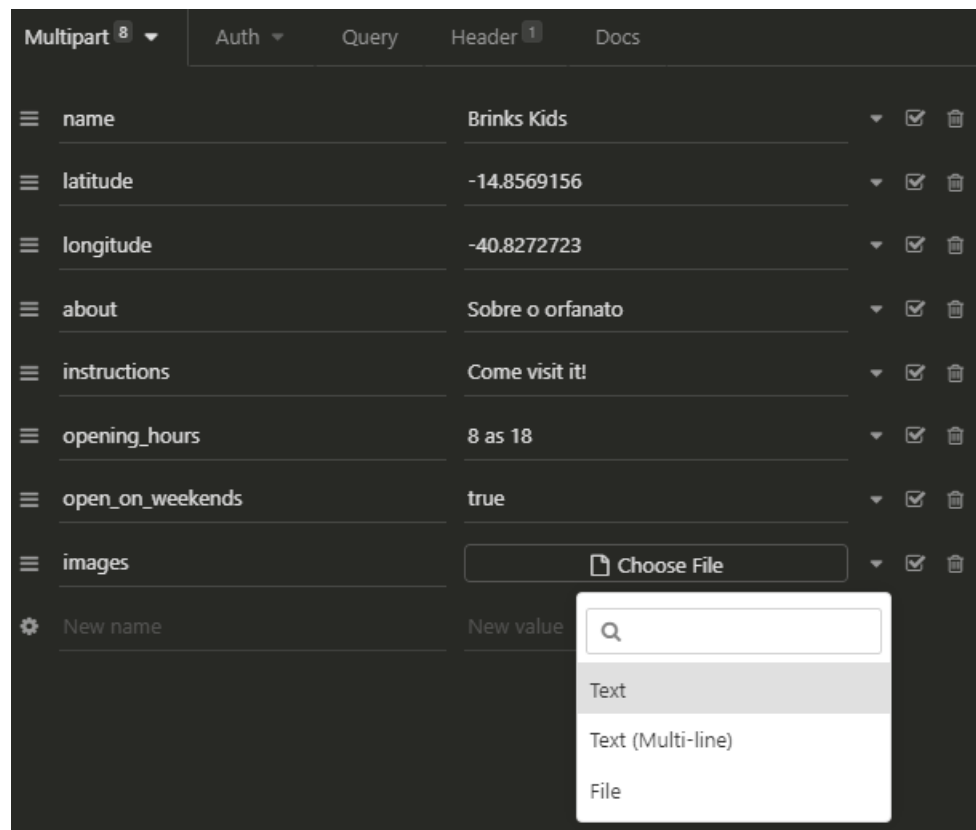 Multipart 8 Auth Query Header 1 Docs
name Brinks Kids
latitude -14.8569156
longitude -40.8272723
about Sobre o orfanato
instructions Come visit it!
opening_hours 8 as 18
open_on_weekends true
images Choose File
New name New value
Text
Text (Multi-line)
File